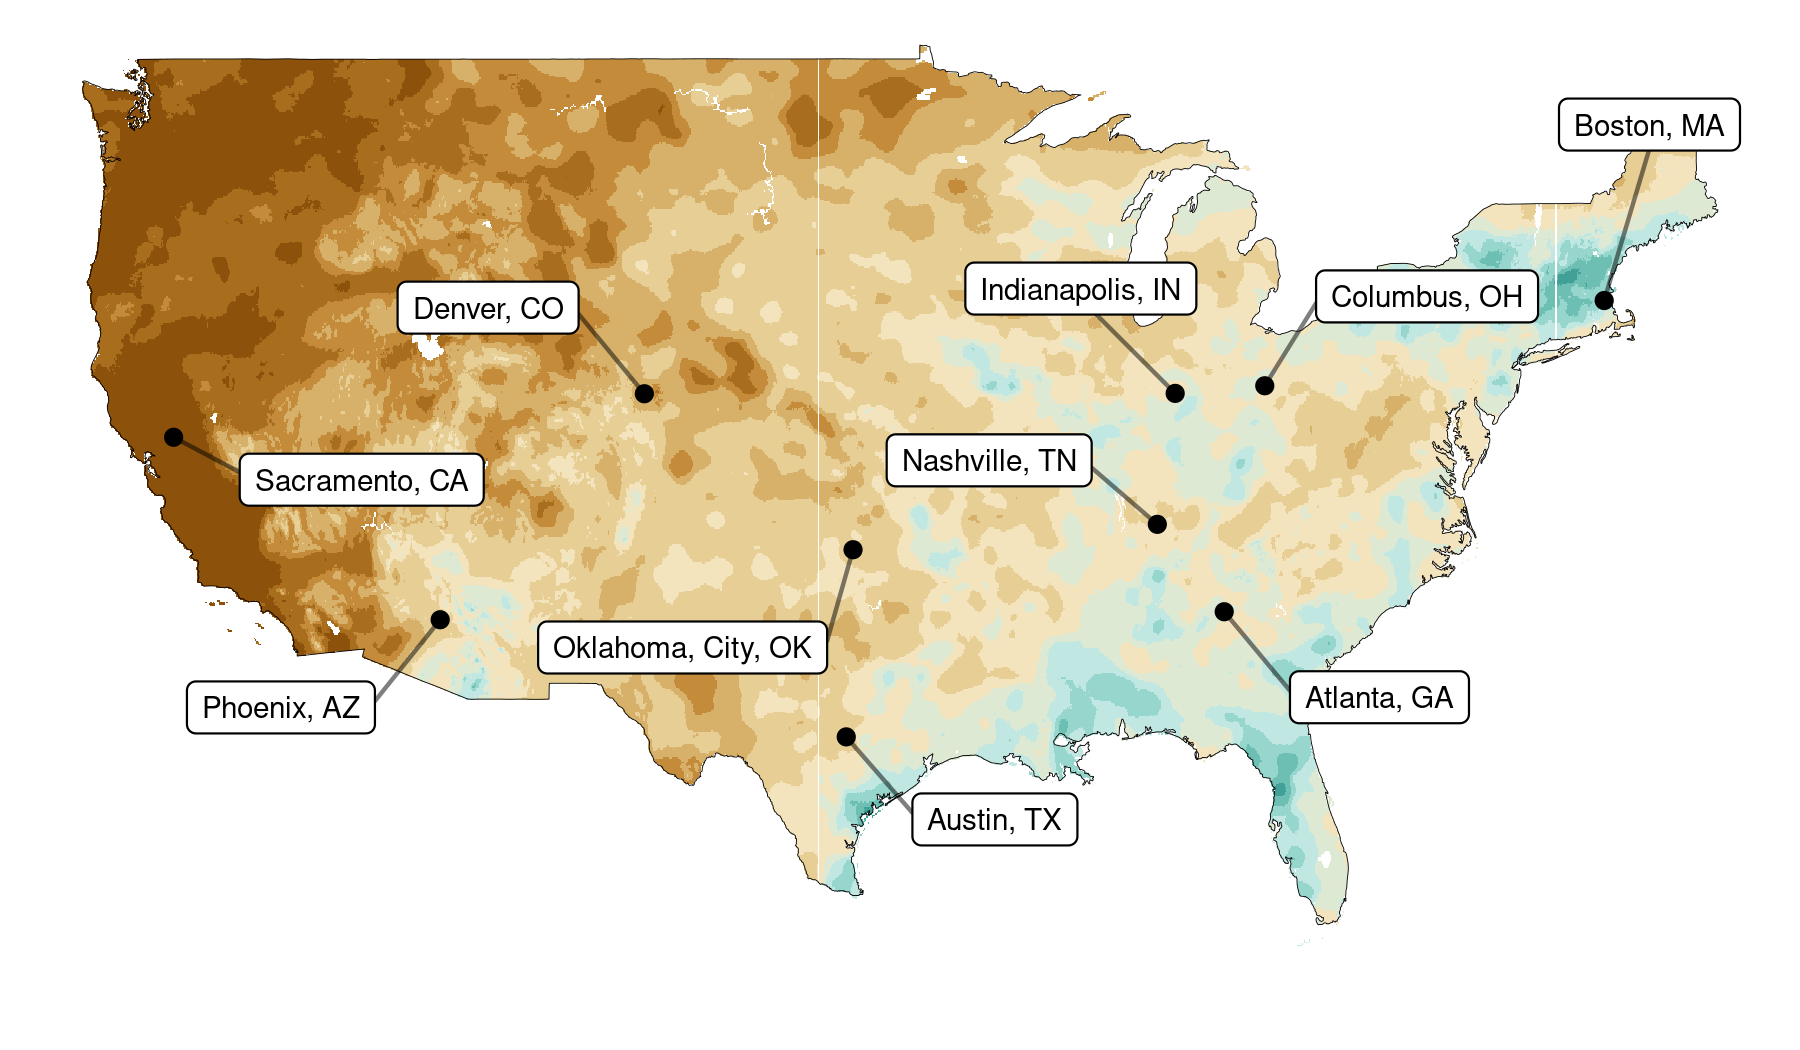 Boston, MA
Indianapolis, IN
Columbus, OH
Denver, CO
Nashville, TN
Sacramento, CA
Oklahoma, City, OK
Phoenix, AZ
Atlanta, GA
Austin, TX